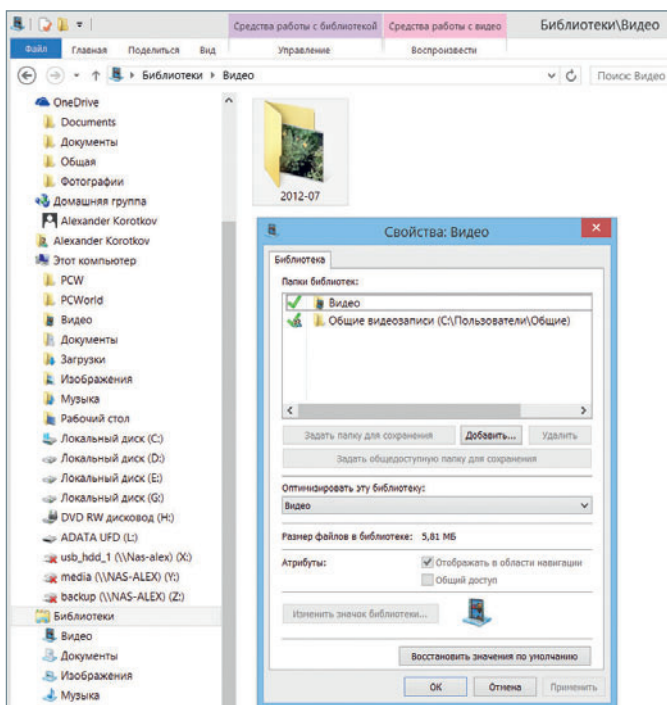 Средства работы с библиотекой Средства работы с видео Библиотеки\Видео
Файл Главная Поделиться Вид Управление Воспроизвести
Библиотеки Видео Поиск: Видео
OneDrive
Documents
Документы
Общая
Фотографии
Домашняя группа
Alexander Korotkov
Alexander Korotkov
Этот компьютер
PCW
PCWorld
Видео
Документы
Загрузки
Изображения
Музыка
Рабочий стол
Локальный диск (C:)
Локальный диск (D:)
Локальный диск (E:)
Локальный диск (G:)
DVD RW дисковод (H:)
ADATA UFD (L:)
usb_hdd_1 (\\Nas-alex) (X:)
media (\\NAS-ALEX) (Y:)
backup (\\NAS-ALEX) (Z:)
Библиотеки
Видео
Документы
Изображения
Музыка
2012-07
Свойства: Видео
Библиотека
Папки библиотек:
Видео
Общие видеозаписи (C:\Пользователи\Общие)
Задать папку для сохранения Добавить... Удалить
Задать общедоступную папку для сохранения
Оптимизировать эту библиотеку:
Видео
Размер файлов в библиотеке: 5,81 МБ
Атрибуты: Отображать в области навигации
Общий доступ
Изменить значок библиотеки...
Восстановить значения по умолчанию
ОК Отмена Применить